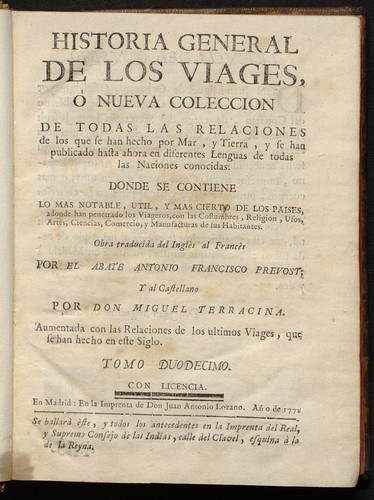 HISTORIA GENERAL
DE LOS VIAGES,
Ó NUEVA COLECCION
DE TODAS LAS RELACIONES
de los que ſe han hecho por Mar, y Tierra, y ſe han
publicado haſta ahora en diferentes Lenguas de todas
las Naciones conocidas:
DONDE SE CONTIENE
LO MAS NOTABLE, UTIL, Y MAS CIERTO DE LOS PAISES,
adonde han penetrado los Viageros, con las Coſtumbres, Religion, Uſos,
Artes, Ciencias, Comercio, y Manufacturas de ſus Habitantes.
Obra traducida del Inglès al Francès
POR EL ABATE ANTONIO FRANCISCO PREVOST;
Y al Caſtellano
POR DON MIGUEL TERRACINA.
Aumentada con las Relaciones de los ultimos Viages, que
ſe han hecho en eſte Siglo.
TOMO DUODECIMO.
CON LICENCIA.
En Madrid: En la Imprenta de Don Juan Antonio Lozano. Año de 1772
Se hallará èſte, y todos los antecedentes en la Imprenta del Real,
y Supremo Conſejo de las Indias, calle del Clavel, eſquina à la
de la Reyna.